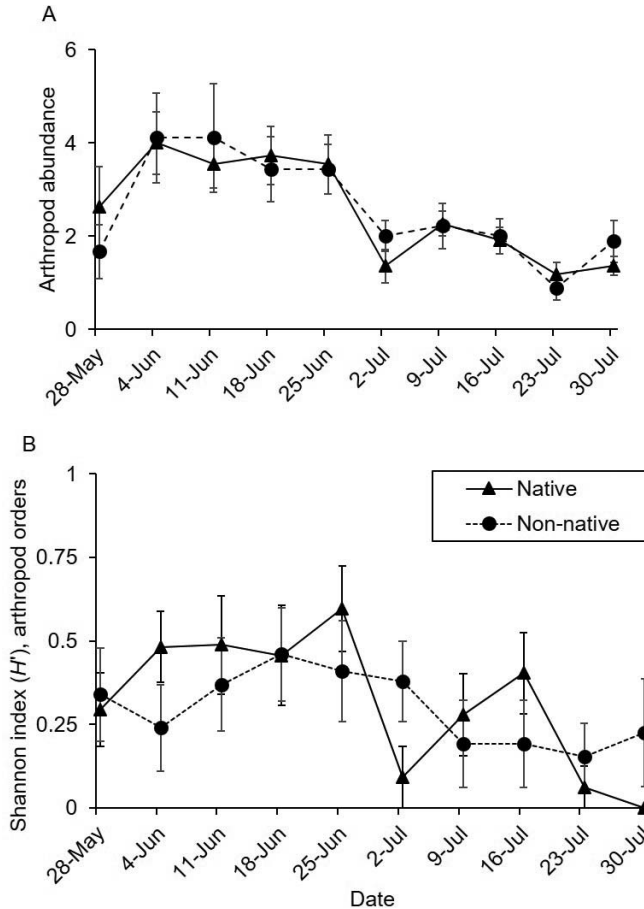 A
Arthropod abundance
6
4
2
0
28-May
4-Jun
11-Jun
18-Jun
25-Jun
2-Jul
9-Jul
16-Jul
23-Jul
30-Jul
B
Shannon index (H'), arthropod orders
1
0.75
0.5
0.25
0
Native
Non-native
28-May
4-Jun
11-Jun
18-Jun
25-Jun
2-Jul
9-Jul
16-Jul
23-Jul
30-Jul
Date